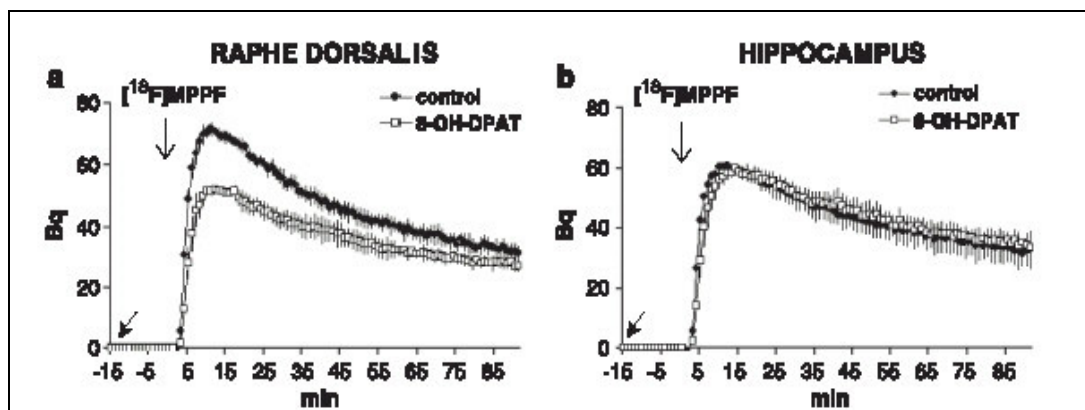 RAPHE DORSALIS
a
[18F]MPPF
control
8-OH-DPAT
80
60
40
20
0
Bq
-15 -5 5 15 25 35 45 55 65 75 85
min
HIPPOCAMPUS
b
[18F]MPPF
control
8-OH-DPAT
80
60
40
20
0
Bq
-15 -5 5 15 25 35 45 55 65 75 85
min